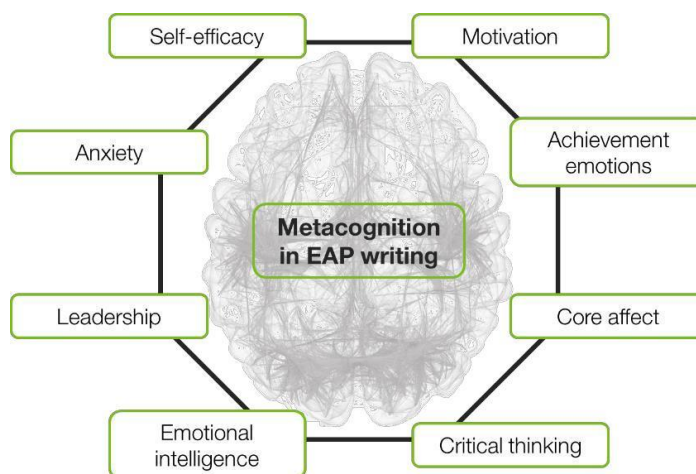 Self-efficacy
Motivation
Anxiety
Achievement
emotions
Metacognition
in EAP writing
Leadership
Core affect
Emotional
intelligence
Critical thinking